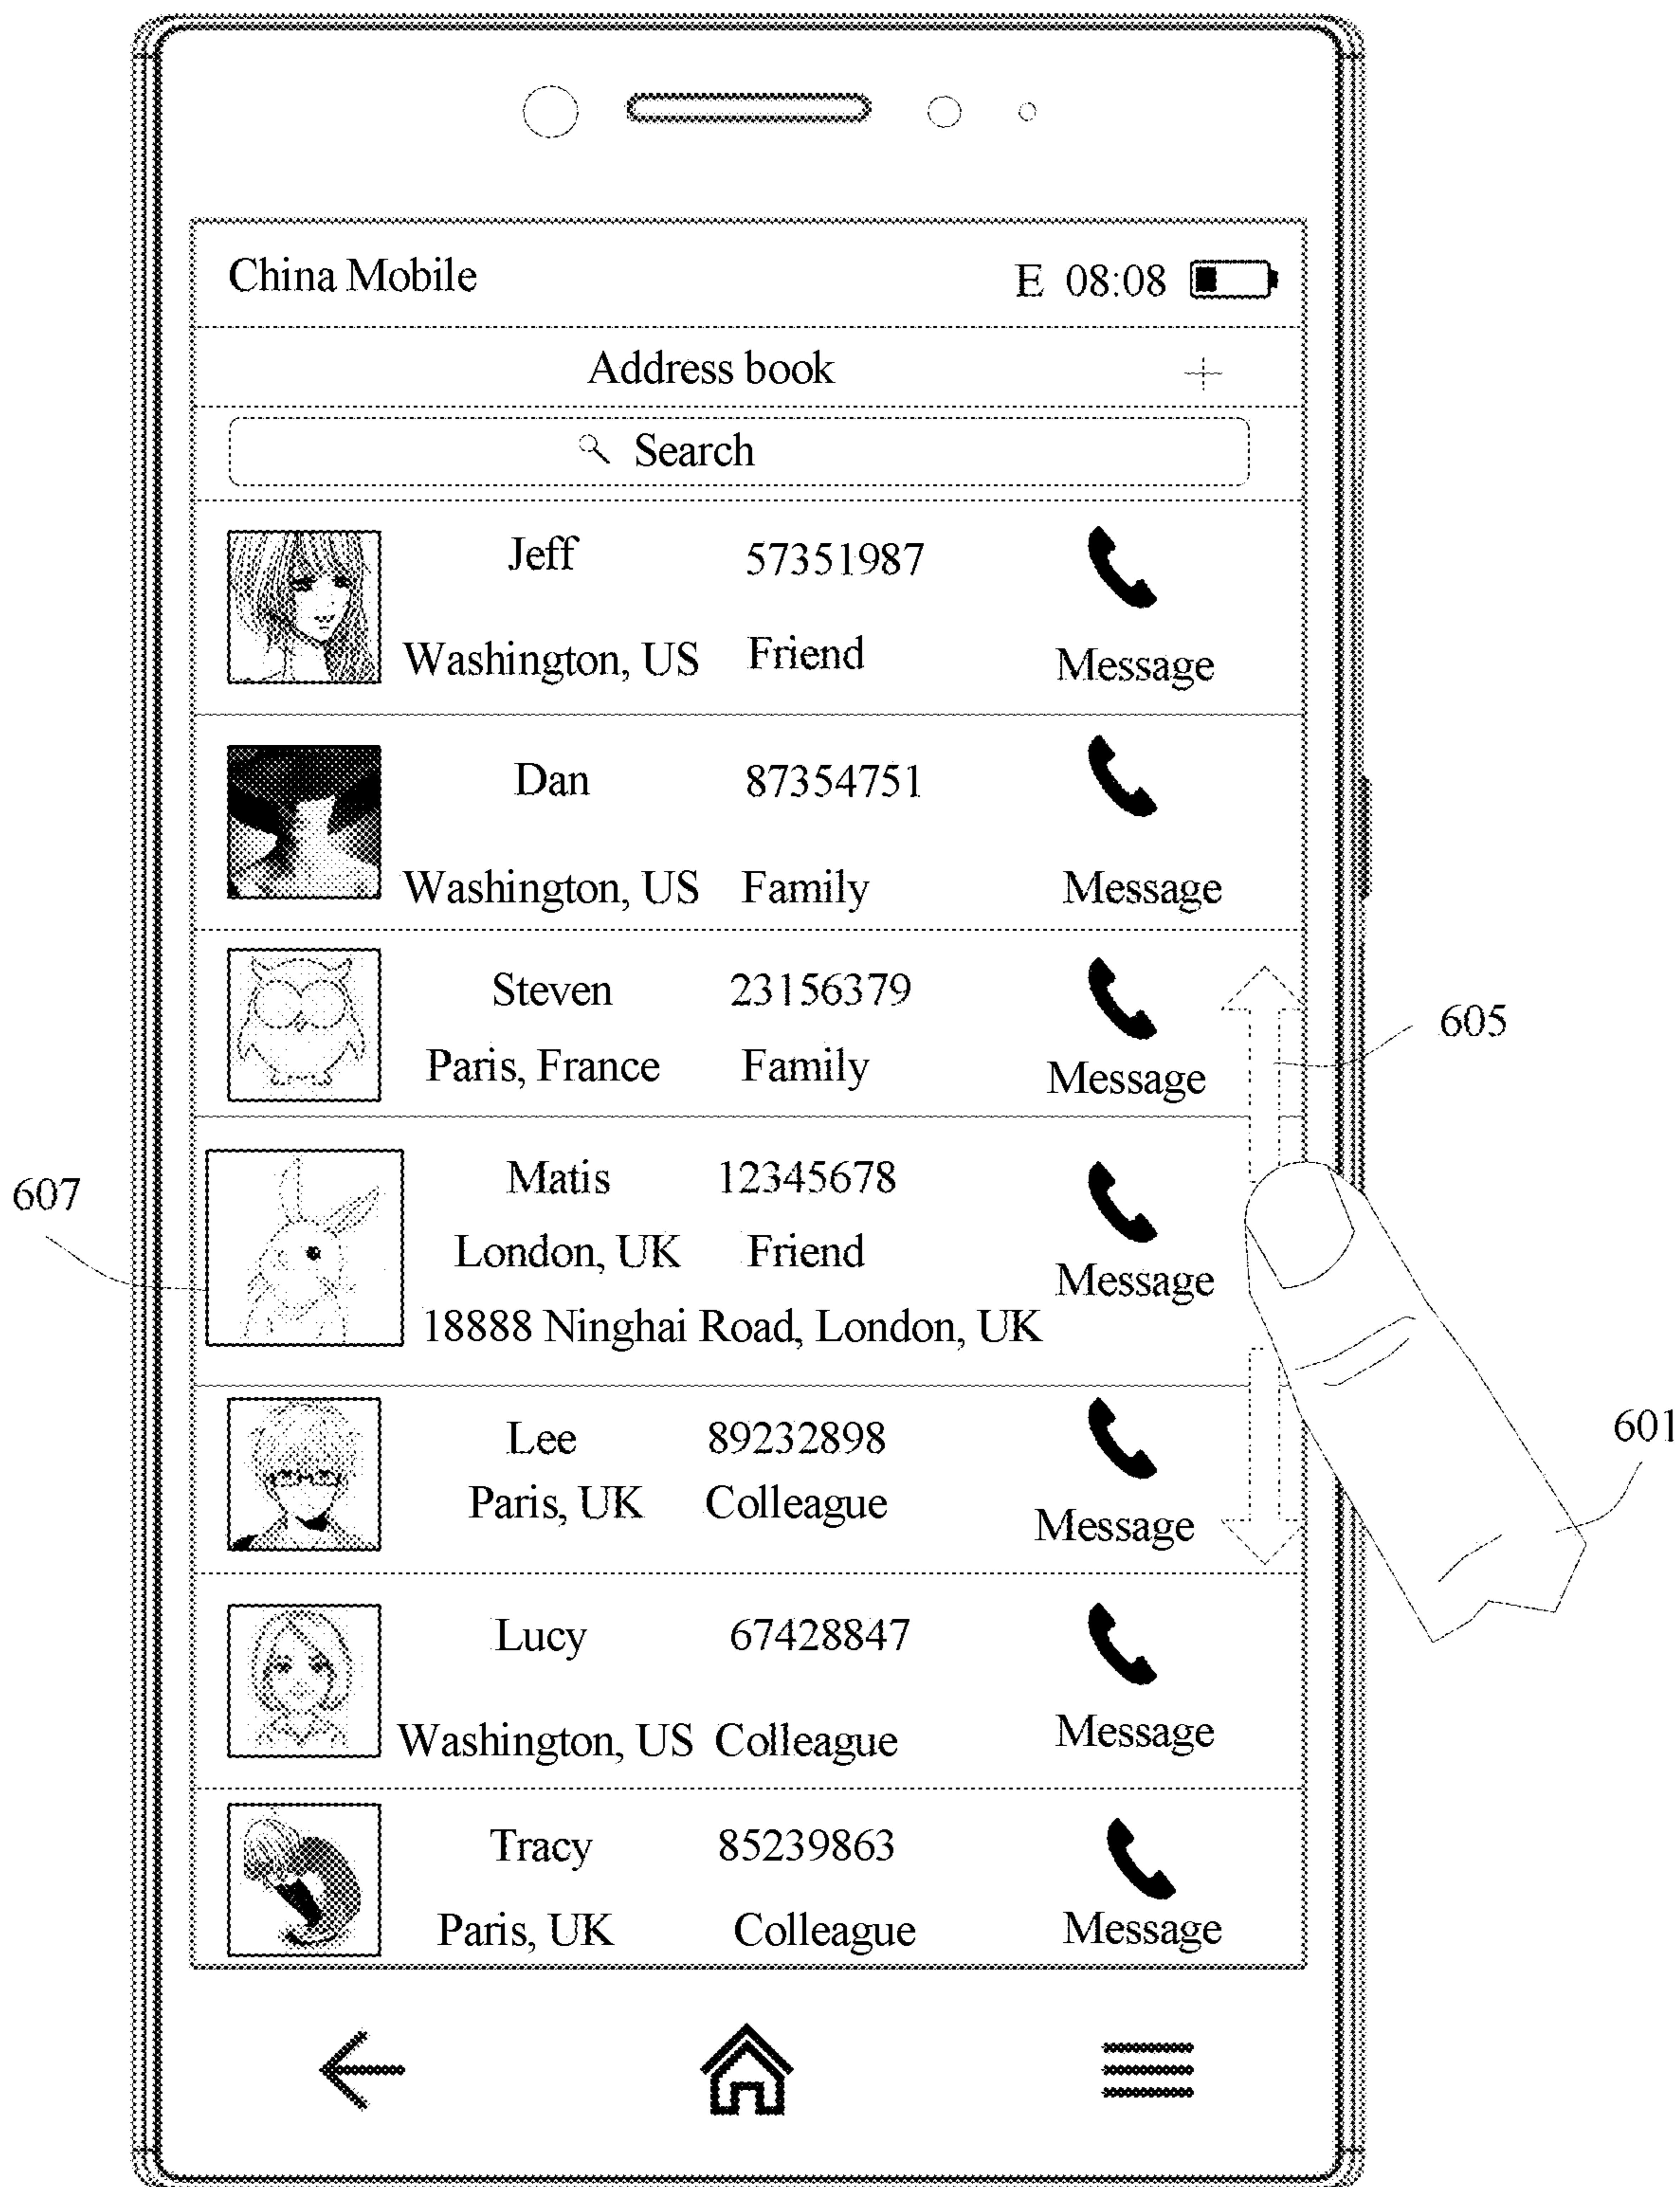 China Mobile E 08:08
Address book +
Search
Jeff 57351987
Washington, US Friend Message
Dan 87354751
Washington, US Family Message
Steven 23156379
605
Paris, France Family Message
607
Matis 12345678
London, UK Friend Message
18888 Ninghai Road, London, UK
Lee 89232898
601
Paris, UK Colleague Message
Lucy 67428847
Washington, US Colleague Message
Tracy 85239863
Paris, UK Colleague Message